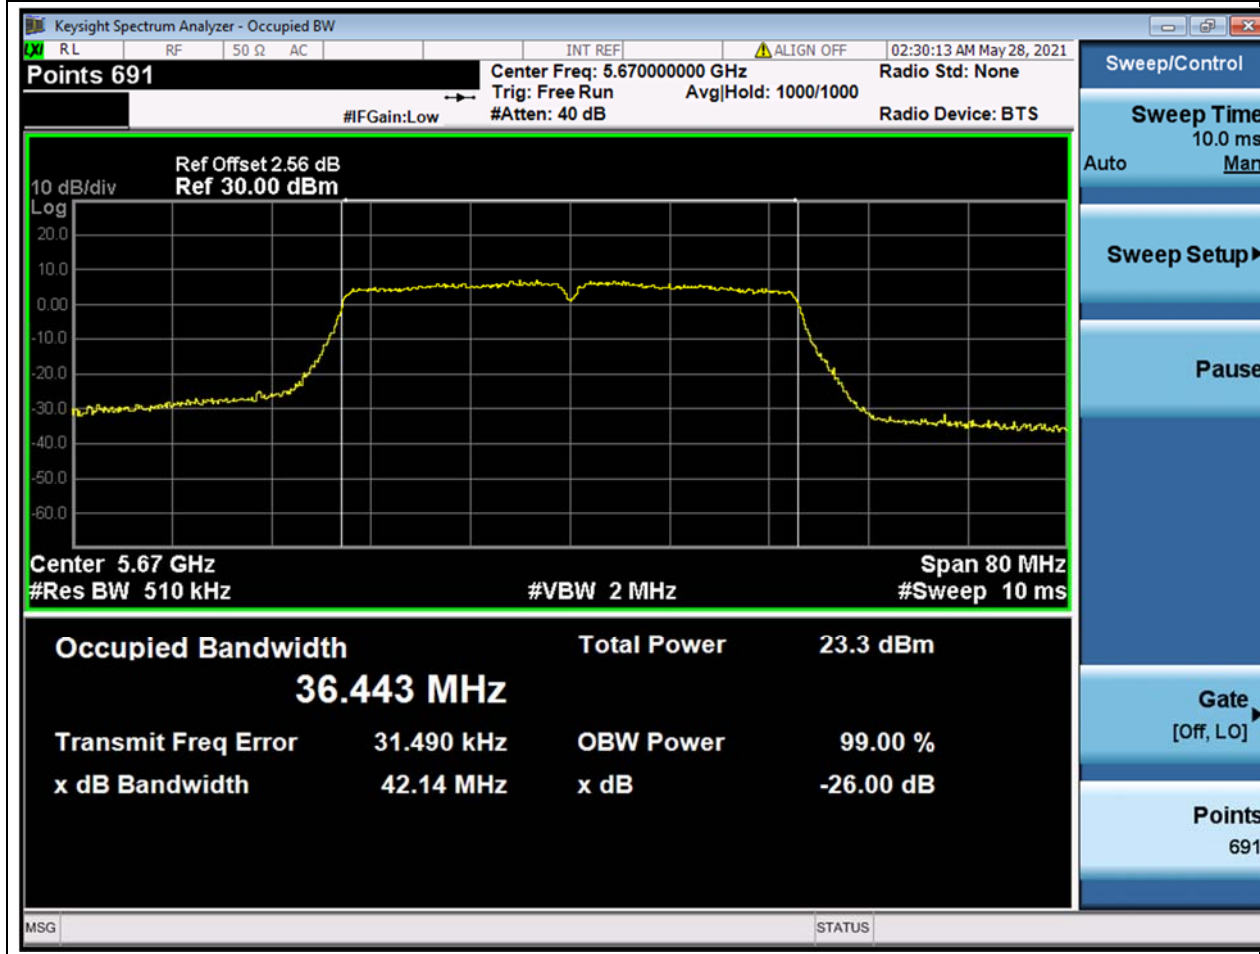 Keysight Spectrum Analyzer - Occupied BW
LXI RL RF 50 Ω AC INT REF ALIGN OFF 02:30:13 AM May 28, 2021
Points 691
Center Freq: 5.670000000 GHz
Radio Std: None
Trig: Free Run Avg|Hold: 1000/1000
#IFGain:Low #Atten: 40 dB Radio Device: BTS
Ref Offset 2.56 dB
10 dB/div Ref 30.00 dBm
Log
20.0
10.0
0.00
-10.0
-20.0
-30.0
-40.0
-50.0
-60.0
Center 5.67 GHz Span 80 MHz
#Res BW 510 kHz #VBW 2 MHz #Sweep 10 ms
Occupied Bandwidth Total Power 23.3 dBm
36.443 MHz
Transmit Freq Error 31.490 kHz OBW Power 99.00 %
x dB Bandwidth 42.14 MHz x dB -26.00 dB
MSG STATUS
Sweep/Control
Sweep Time
10.0 ms
Auto Man
Sweep Setup
Pause
Gate
[Off, LO]
Points
691